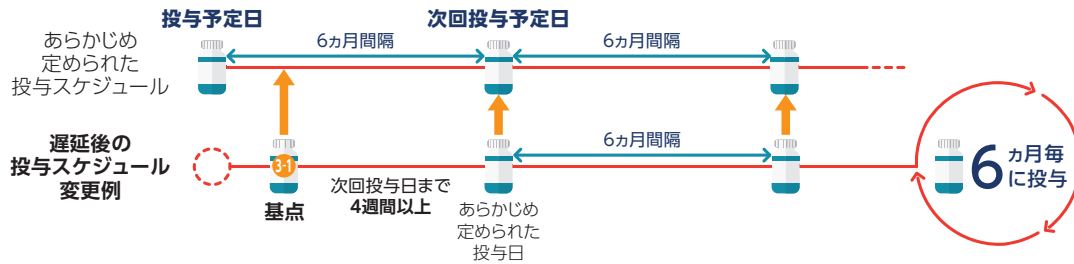 投与予定日
次回投与予定日
あらかじめ
定められた
投与スケジュール
6ヵ月間隔
6ヵ月間隔
遅延後の
投与スケジュール
変更例
3-1
基点
次回投与日まで
4週間以上
あらかじめ
定められた
投与日
6ヵ月間隔
6ヵ月毎
に投与